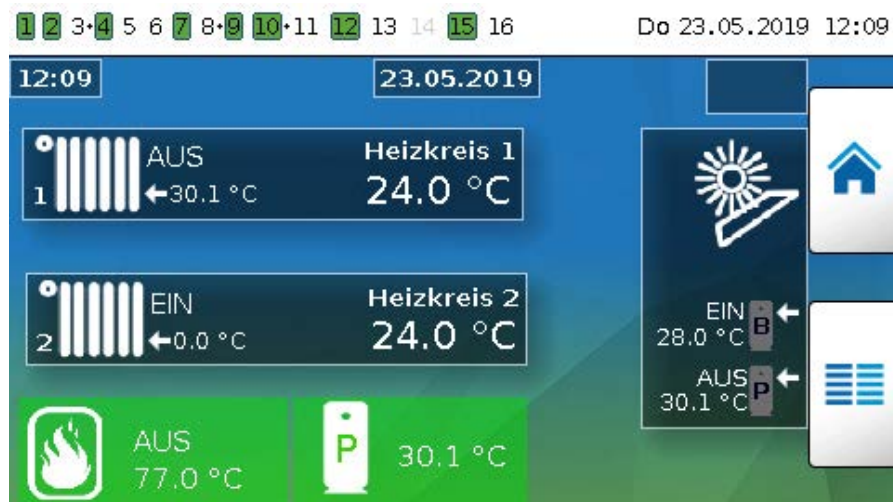 1 2 3·4 5 6 7 8·9 10·11 12 13 14 15 16 Do 23.05.2019 12:09
12:09 23.05.2019
AUS Heizkreis 1
1 30.1 °C 24.0 °C
EIN Heizkreis 2
2 0.0 °C 24.0 °C
EIN
28.0 °C B
AUS
30.1 °C P
AUS
77.0 °C
P 30.1 °C